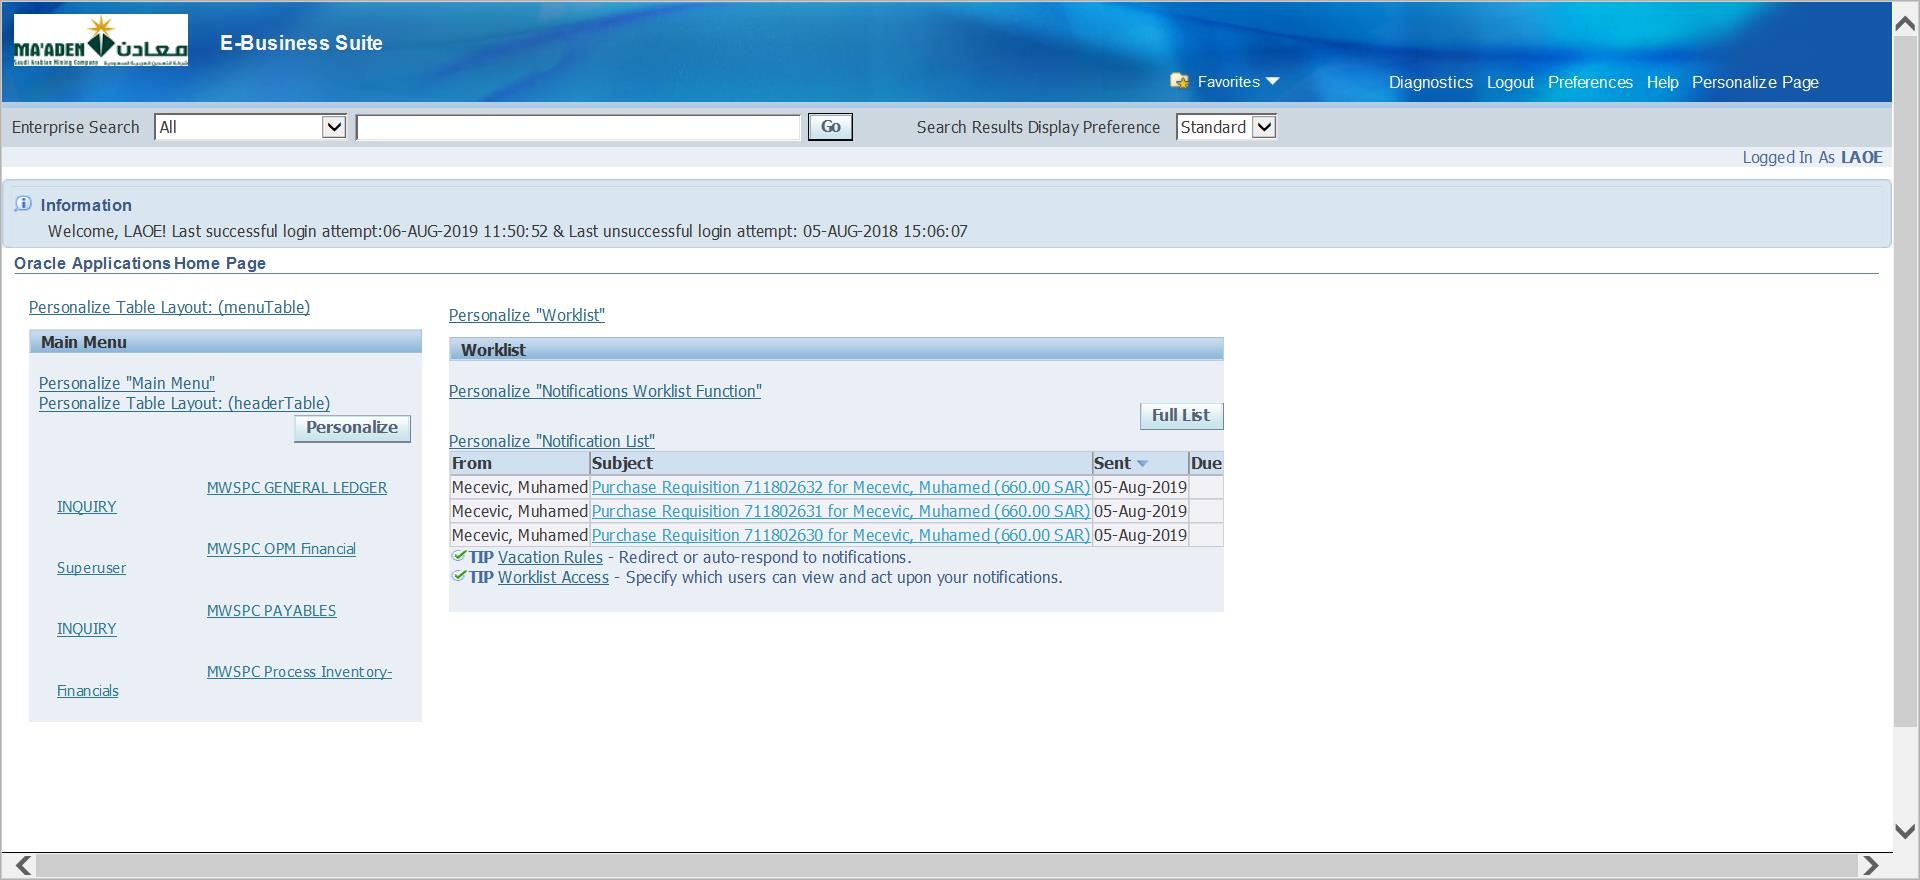 MA'ADEN معادن
Saudi Arabian Mining Company شركة التعدين العربية السعودية
E-Business Suite
Favorites
Diagnostics Logout Preferences Help Personalize Page
Enterprise Search All Go Search Results Display Preference Standard
Logged In As LAOE
Information
Welcome, LAOE! Last successful login attempt:06-AUG-2019 11:50:52 & Last unsuccessful login attempt: 05-AUG-2018 15:06:07
Oracle Applications Home Page
Personalize Table Layout: (menuTable)
Main Menu
Personalize "Main Menu"
Personalize Table Layout: (headerTable)
Personalize
MWSPC GENERAL LEDGER
INQUIRY
MWSPC OPM Financial
Superuser
MWSPC PAYABLES
INQUIRY
MWSPC Process Inventory-
Financials
Personalize "Worklist"
Worklist
Personalize "Notifications Worklist Function"
Full List
Personalize "Notification List"
From Subject Sent Due
Mecevic, Muhamed Purchase Requisition 711802632 for Mecevic, Muhamed (660.00 SAR) 05-Aug-2019
Mecevic, Muhamed Purchase Requisition 711802631 for Mecevic, Muhamed (660.00 SAR) 05-Aug-2019
Mecevic, Muhamed Purchase Requisition 711802630 for Mecevic, Muhamed (660.00 SAR) 05-Aug-2019
TIP Vacation Rules - Redirect or auto-respond to notifications.
TIP Worklist Access - Specify which users can view and act upon your notifications.